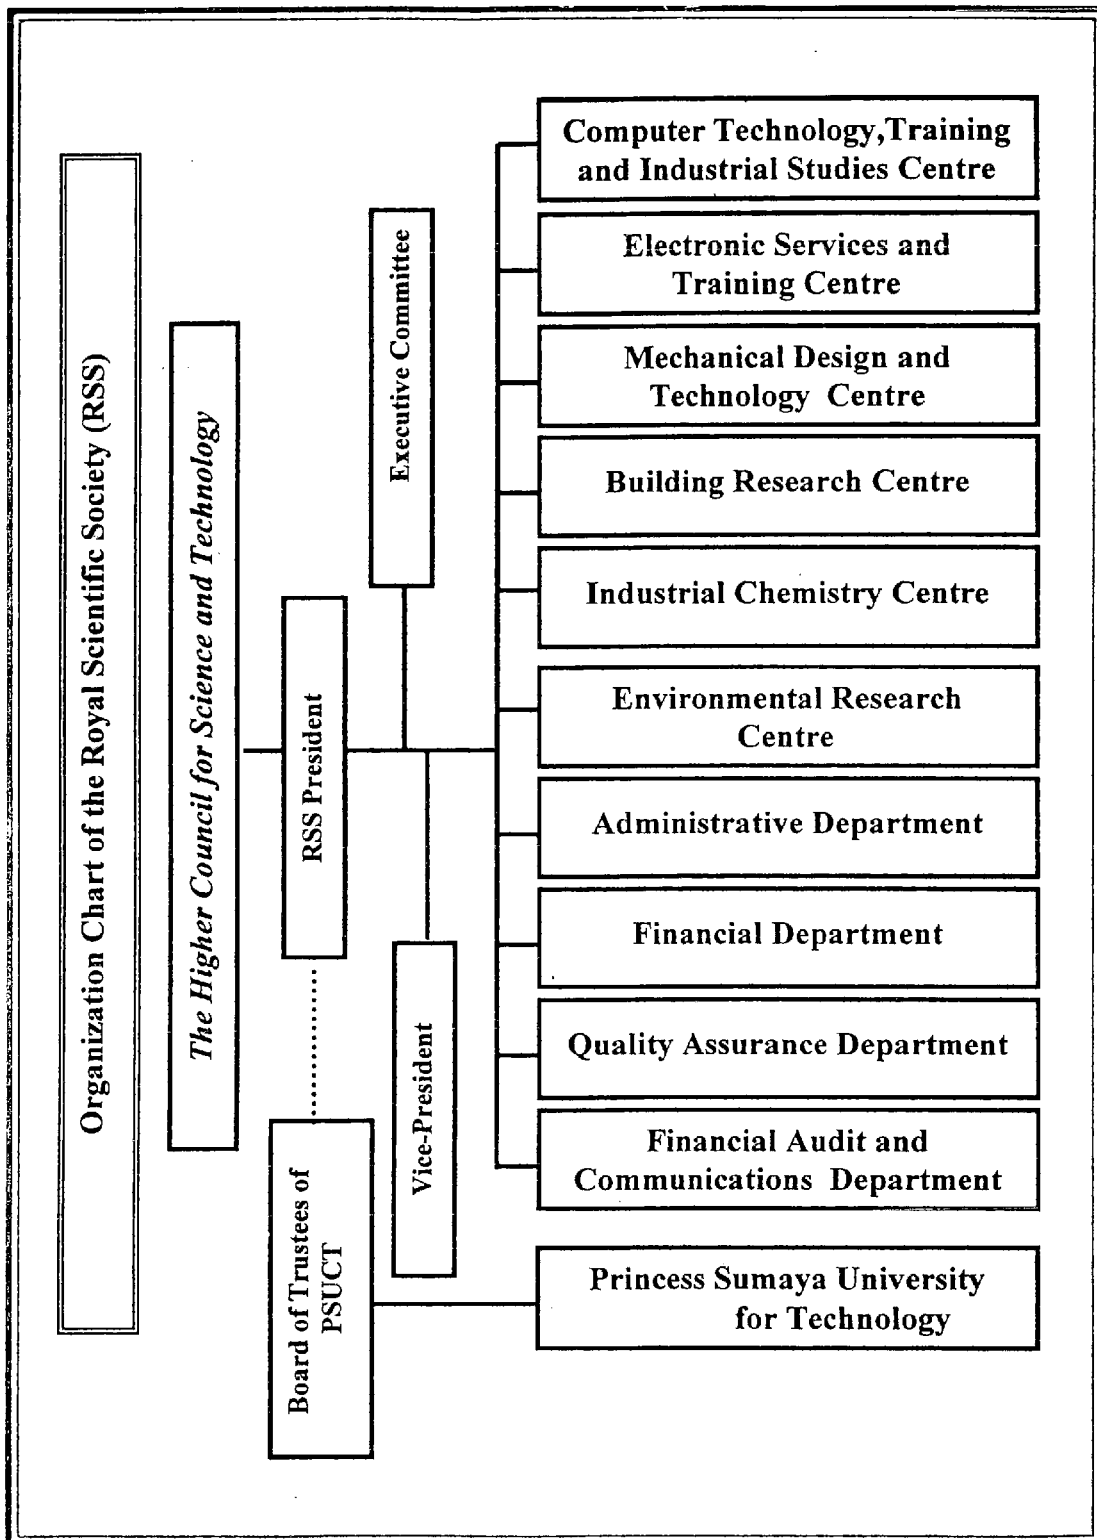 Organization Chart of the Royal Scientific Society (RSS)
The Higher Council for Science and Technology
Board of Trustees of
PSUCT
RSS President
Executive Committee
Vice-President
Computer Technology,Training
and Industrial Studies Centre
Electronic Services and
Training Centre
Mechanical Design and
Technology Centre
Building Research Centre
Industrial Chemistry Centre
Environmental Research
Centre
Administrative Department
Financial Department
Quality Assurance Department
Financial Audit and
Communications Department
Princess Sumaya University
for Technology